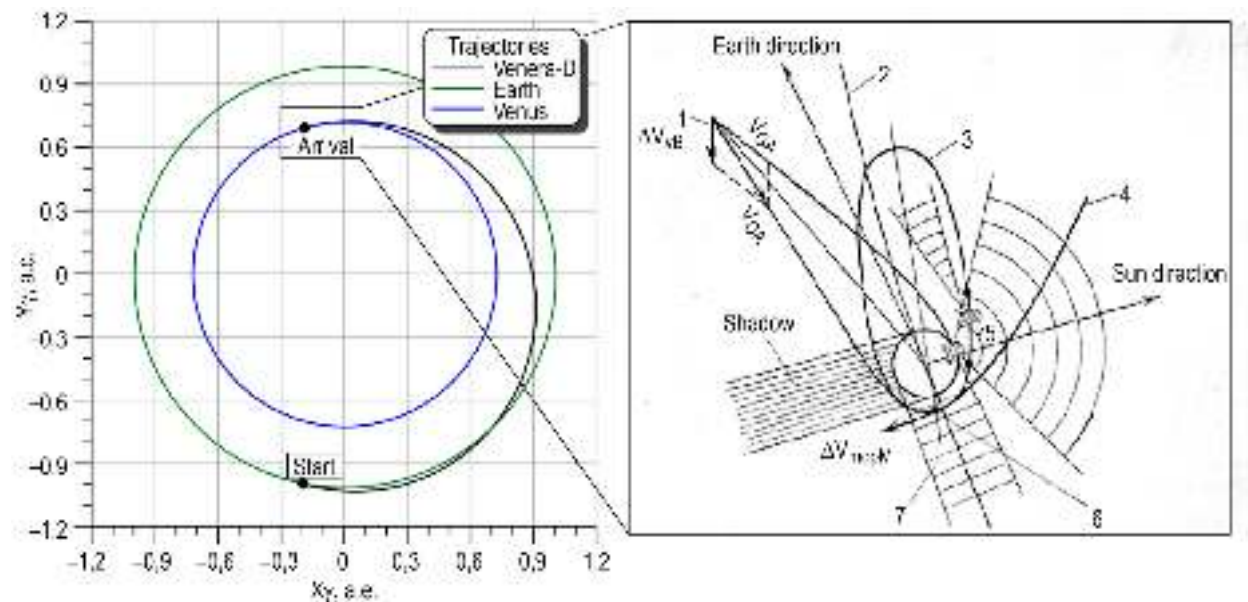 1,2
0,9
0,6
0,3
0
–0,3
–0,6
–0,9
–1,2
–1,2
–0,9
–0,3
0
0,3
0,6
0,9
1,2
Trajectories
Venera-D
Earth
Venus
Arrival
Start
Earth direction
2
1
3
4
Sun direction
Shadow
7
6